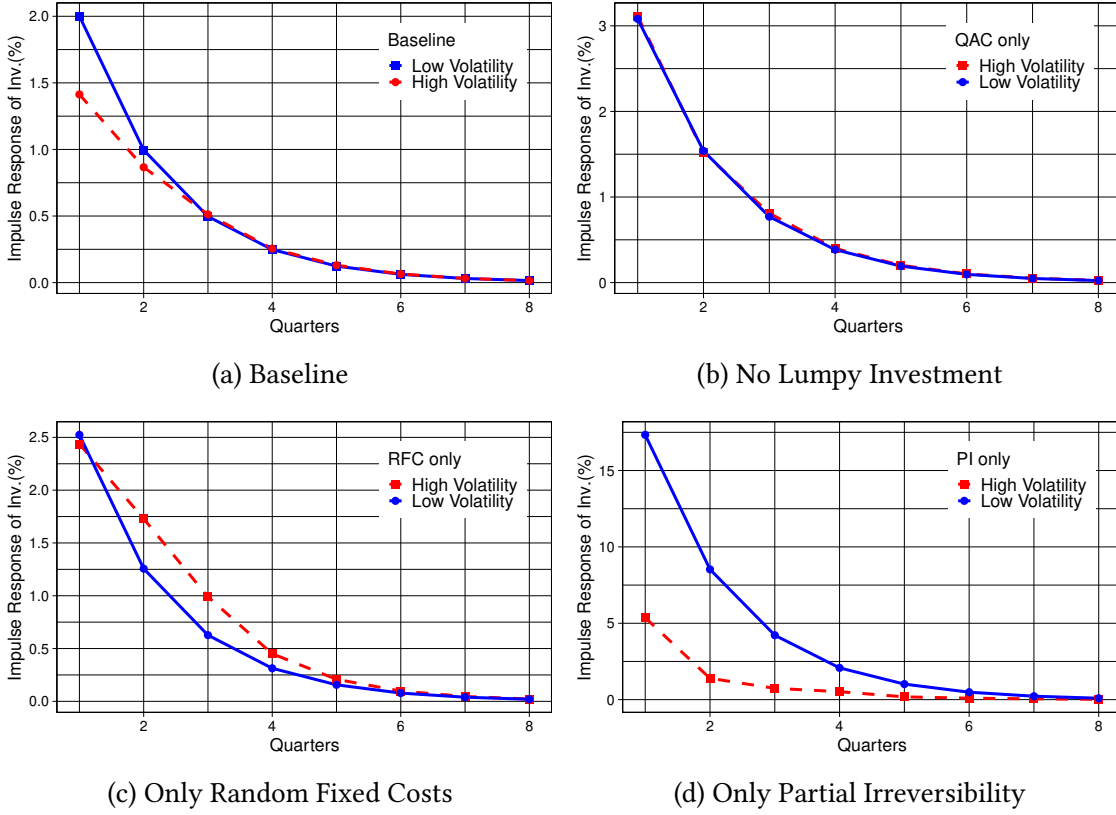 Impulse Response of Inv.(%)
2.0
1.5
1.0
0.5
0.0
Baseline
Low Volatility
High Volatility
2
4
6
8
Quarters
(a) Baseline
Impulse Response of Inv.(%)
3
2
1
0
QAC only
High Volatility
Low Volatility
2
4
6
8
Quarters
(b) No Lumpy Investment
Impulse Response of Inv.(%)
2.5
2.0
1.5
1.0
0.5
0.0
RFC only
High Volatility
Low Volatility
2
4
6
8
Quarters
(c) Only Random Fixed Costs
Impulse Response of Inv.(%)
15
10
5
0
PI only
High Volatility
Low Volatility
2
4
6
8
Quarters
(d) Only Partial Irreversibility